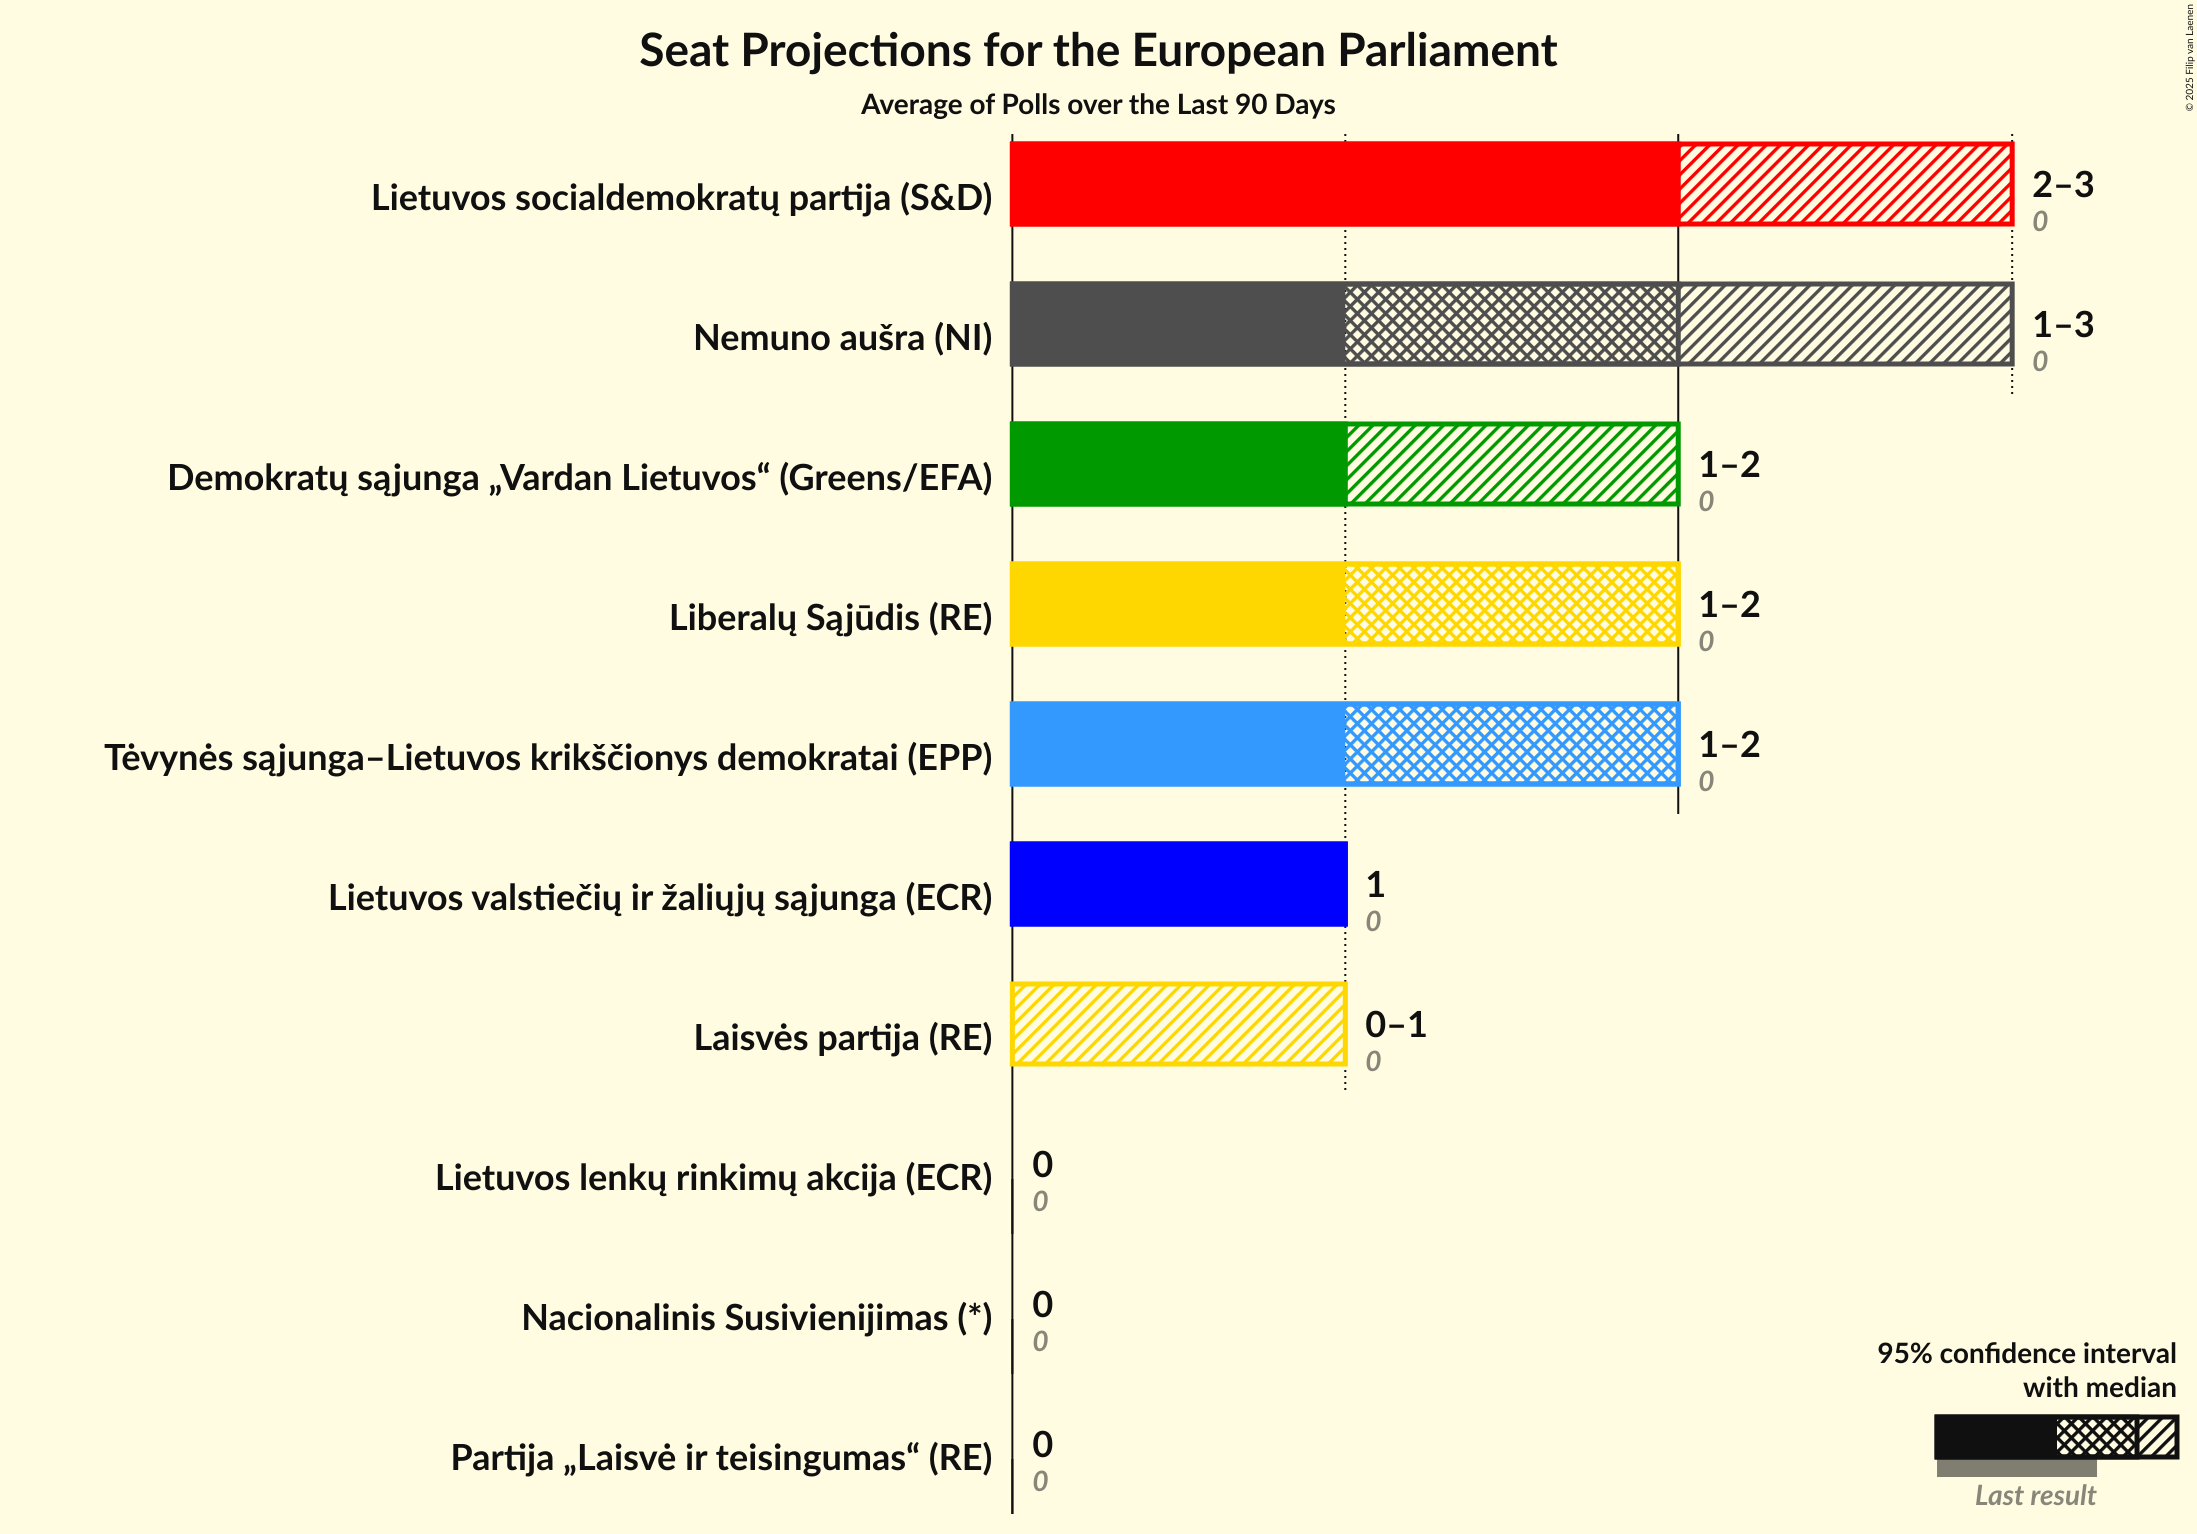 Seat Projections for the European Parliament
Average of Polls over the Last 90 Days
© 2025 Filip van Laenen
Lietuvos socialdemokratų partija (S&D)
2–3
0
Nemuno aušra (NI)
1–3
0
Demokratų sąjunga „Vardan Lietuvos“ (Greens/EFA)
1–2
0
Liberalų Sąjūdis (RE)
1–2
0
Tėvynės sąjunga–Lietuvos krikščionys demokratai (EPP)
1–2
0
Lietuvos valstiečių ir žaliųjų sąjunga (ECR)
1
0
Laisvės partija (RE)
0–1
0
Lietuvos lenkų rinkimų akcija (ECR)
0
0
Nacionalinis Susivienijimas (*)
0
0
Partija „Laisvė ir teisingumas“ (RE)
0
0
95% confidence interval
with median
Last result